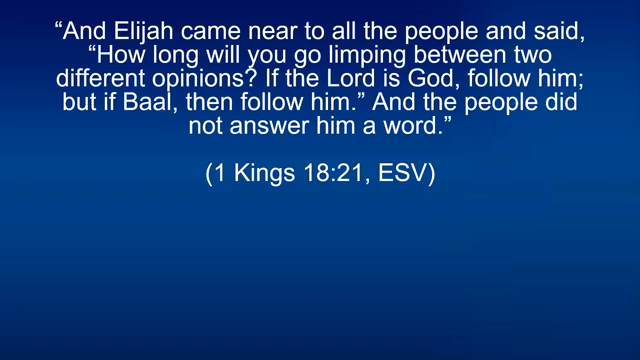 “And Elijah came near to all the people and said,
“How long will you go limping between two
different opinions? If the Lord is God, follow him;
but if Baal, then follow him.” And the people did
not answer him a word.”
(1 Kings 18:21, ESV)